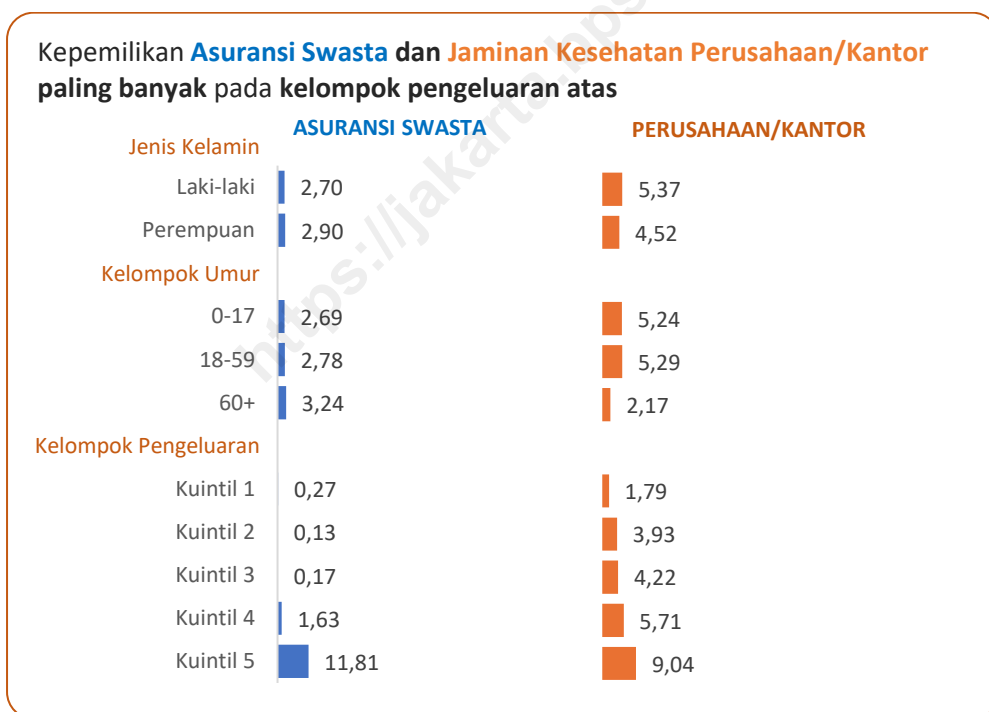 Kepemilikan Asuransi Swasta dan Jaminan Kesehatan Perusahaan/Kantor
paling banyak pada kelompok pengeluaran atas
ASURANSI SWASTA PERUSAHAAN/KANTOR
Jenis Kelamin
Laki-laki 2,70 5,37
Perempuan 2,90 4,52
Kelompok Umur
0-17 2,69 5,24
18-59 2,78 5,29
60+ 3,24 2,17
Kelompok Pengeluaran
Kuintil 1 0,27 1,79
Kuintil 2 0,13 3,93
Kuintil 3 0,17 4,22
Kuintil 4 1,63 5,71
Kuintil 5 11,81 9,04
https://jakarta.bps